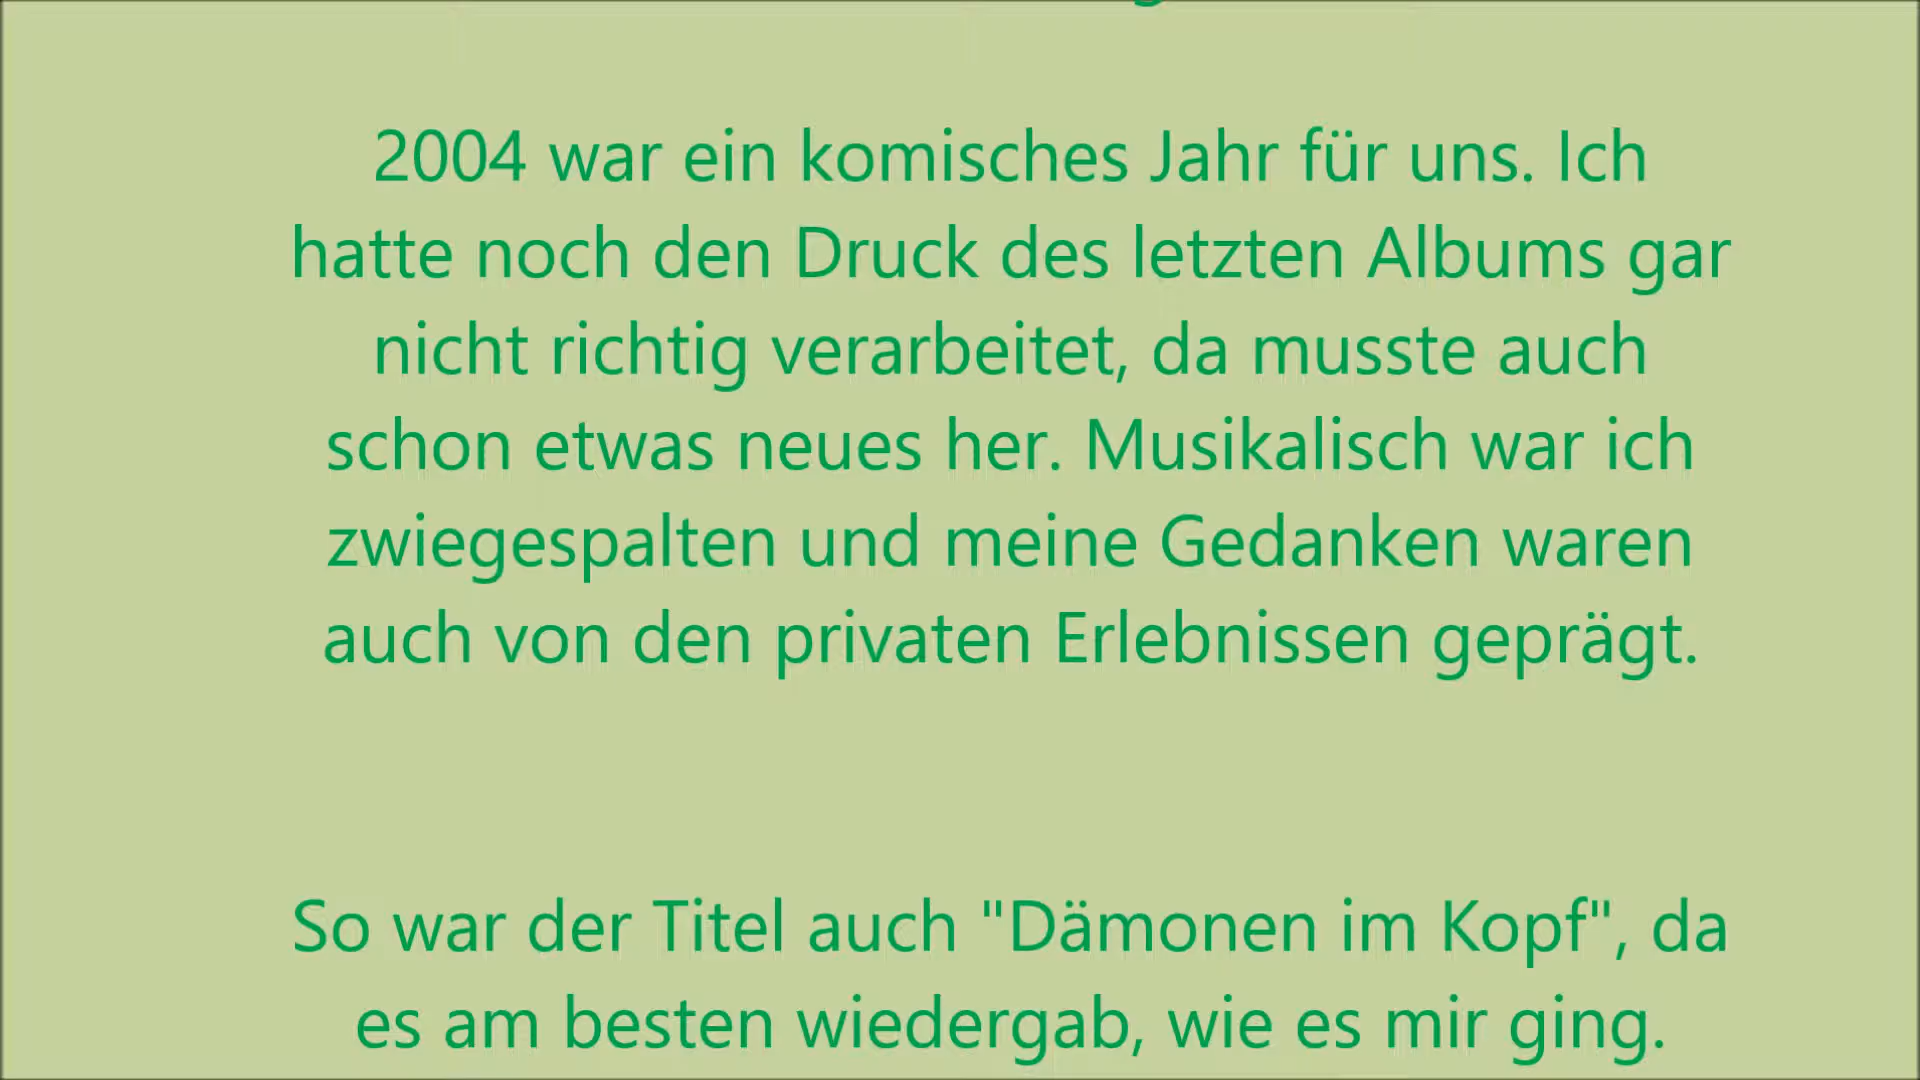 2004 war ein komisches Jahr für uns. Ich
hatte noch den Druck des letzten Albums gar
nicht richtig verarbeitet, da musste auch
schon etwas neues her. Musikalisch war ich
zwiegespalten und meine Gedanken waren
auch von den privaten Erlebnissen geprägt.
So war der Titel auch "Dämonen im Kopf", da
es am besten wiedergab, wie es mir ging.